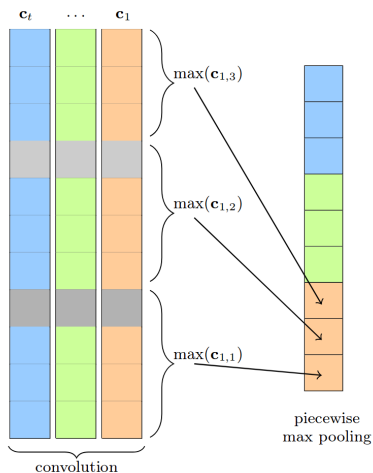 c_t ... c_1
max(c_{1,3})
max(c_{1,2})
max(c_{1,1})
piecewise
max pooling
convolution